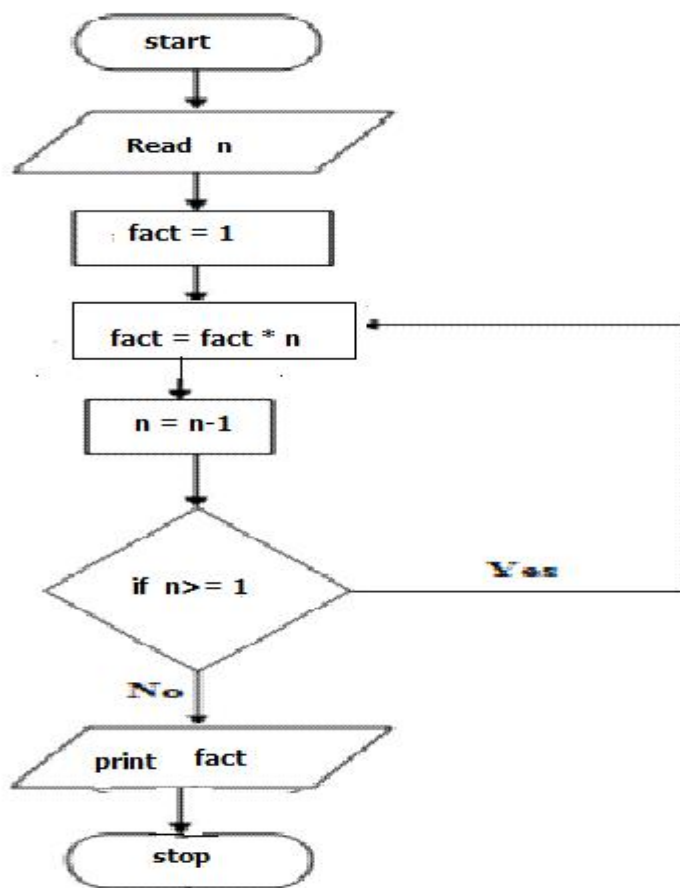 start
Read n
fact = 1
fact = fact * n
n = n-1
if n>= 1
Yes
No
print fact
stop